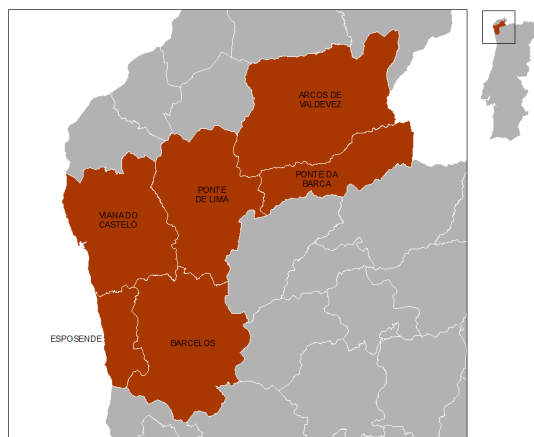 ARCOS DE
VALDEVEZ
PONTE DA
BARCA
PONTE
DE LIMA
VIANA DO
CASTELO
ESPOSENDE
BARCELOS